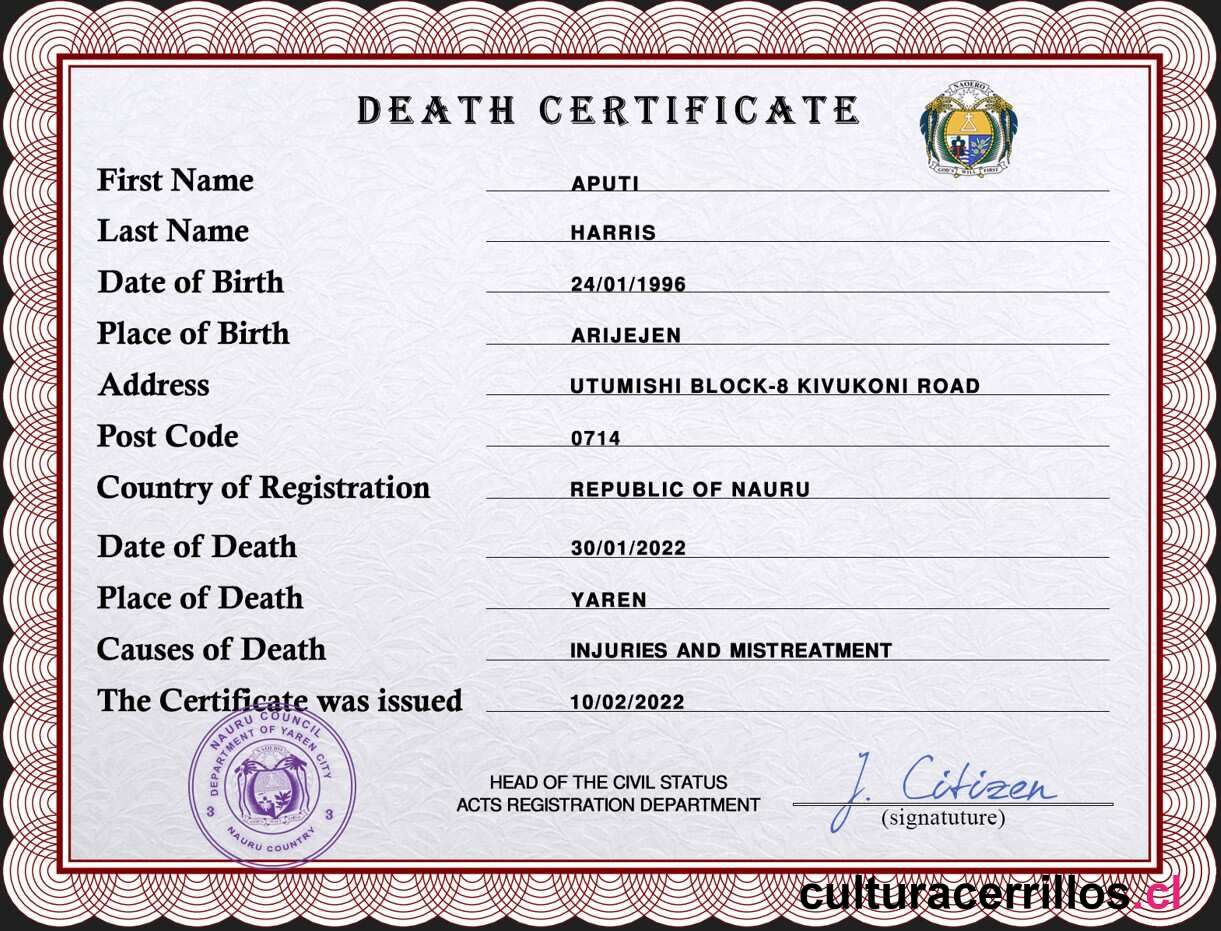 DEATH CERTIFICATE
NAOERO
GOD'S WILL FIRST
First Name APUTI
Last Name HARRIS
Date of Birth 24/01/1996
Place of Birth ARIJEJEN
Address UTUMISHI BLOCK-8 KIVUKONI ROAD
Post Code 0714
Country of Registration REPUBLIC OF NAURU
Date of Death 30/01/2022
Place of Death YAREN
Causes of Death INJURIES AND MISTREATMENT
The Certificate was issued 10/02/2022
NAURU COUNCIL
DEPARTMENT OF YAREN CITY
NAOERO
3 3
NAURU COUNTRY
HEAD OF THE CIVIL STATUS
ACTS REGISTRATION DEPARTMENT
J. Citizen
(signatuture)
culturacerrillos.cl